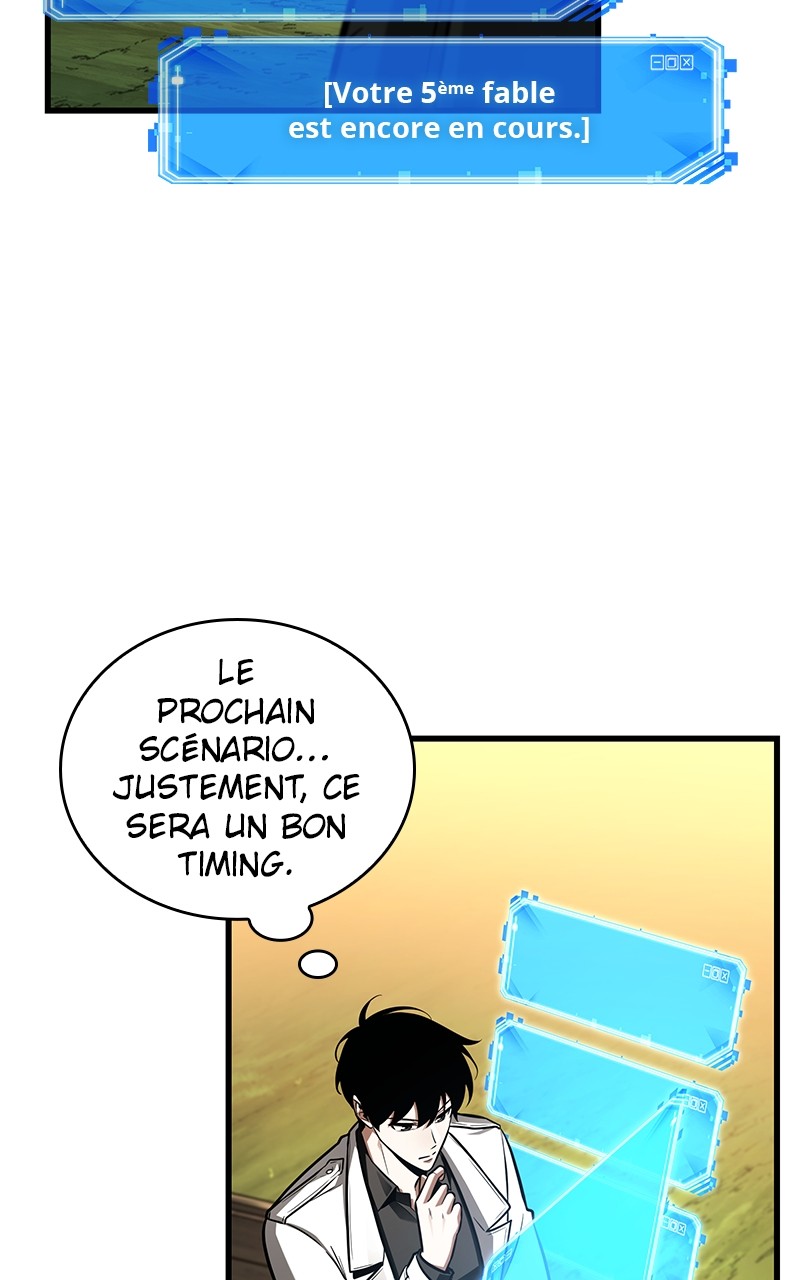 [Votre 5ème fable
est encore en cours.]
LE
PROCHAIN
SCÉNARIO...
JUSTEMENT, CE
SERA UN BON
TIMING.